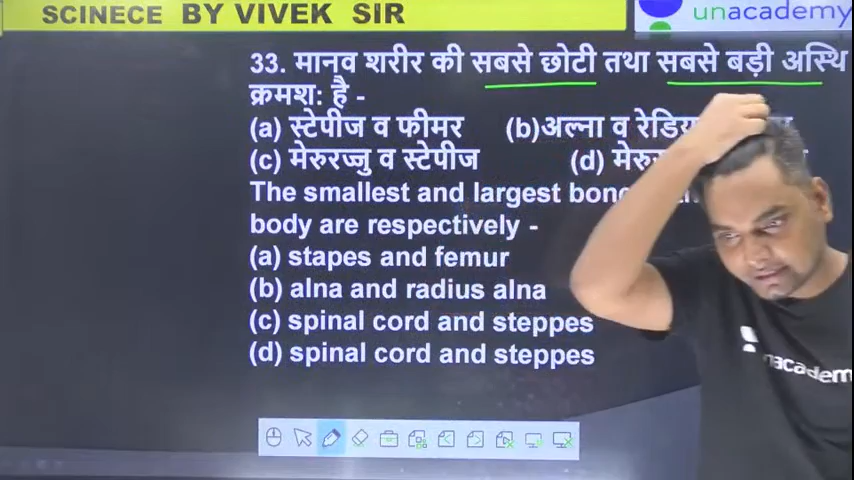 SCINECE BY VIVEK SIR
unacademy
33. मानव शरीर की सबसे छोटी तथा सबसे बड़ी अस्थि
क्रमश: है -
(a) स्टेपीज व फीमर (b)अल्ना व
(c) मेरुरज्जु व स्टेपीज (d)
The smallest and largest
body are respectively -
(a) stapes and femur
(b) alna and radius alna
(c) spinal cord and steppes
(d) spinal cord and steppes